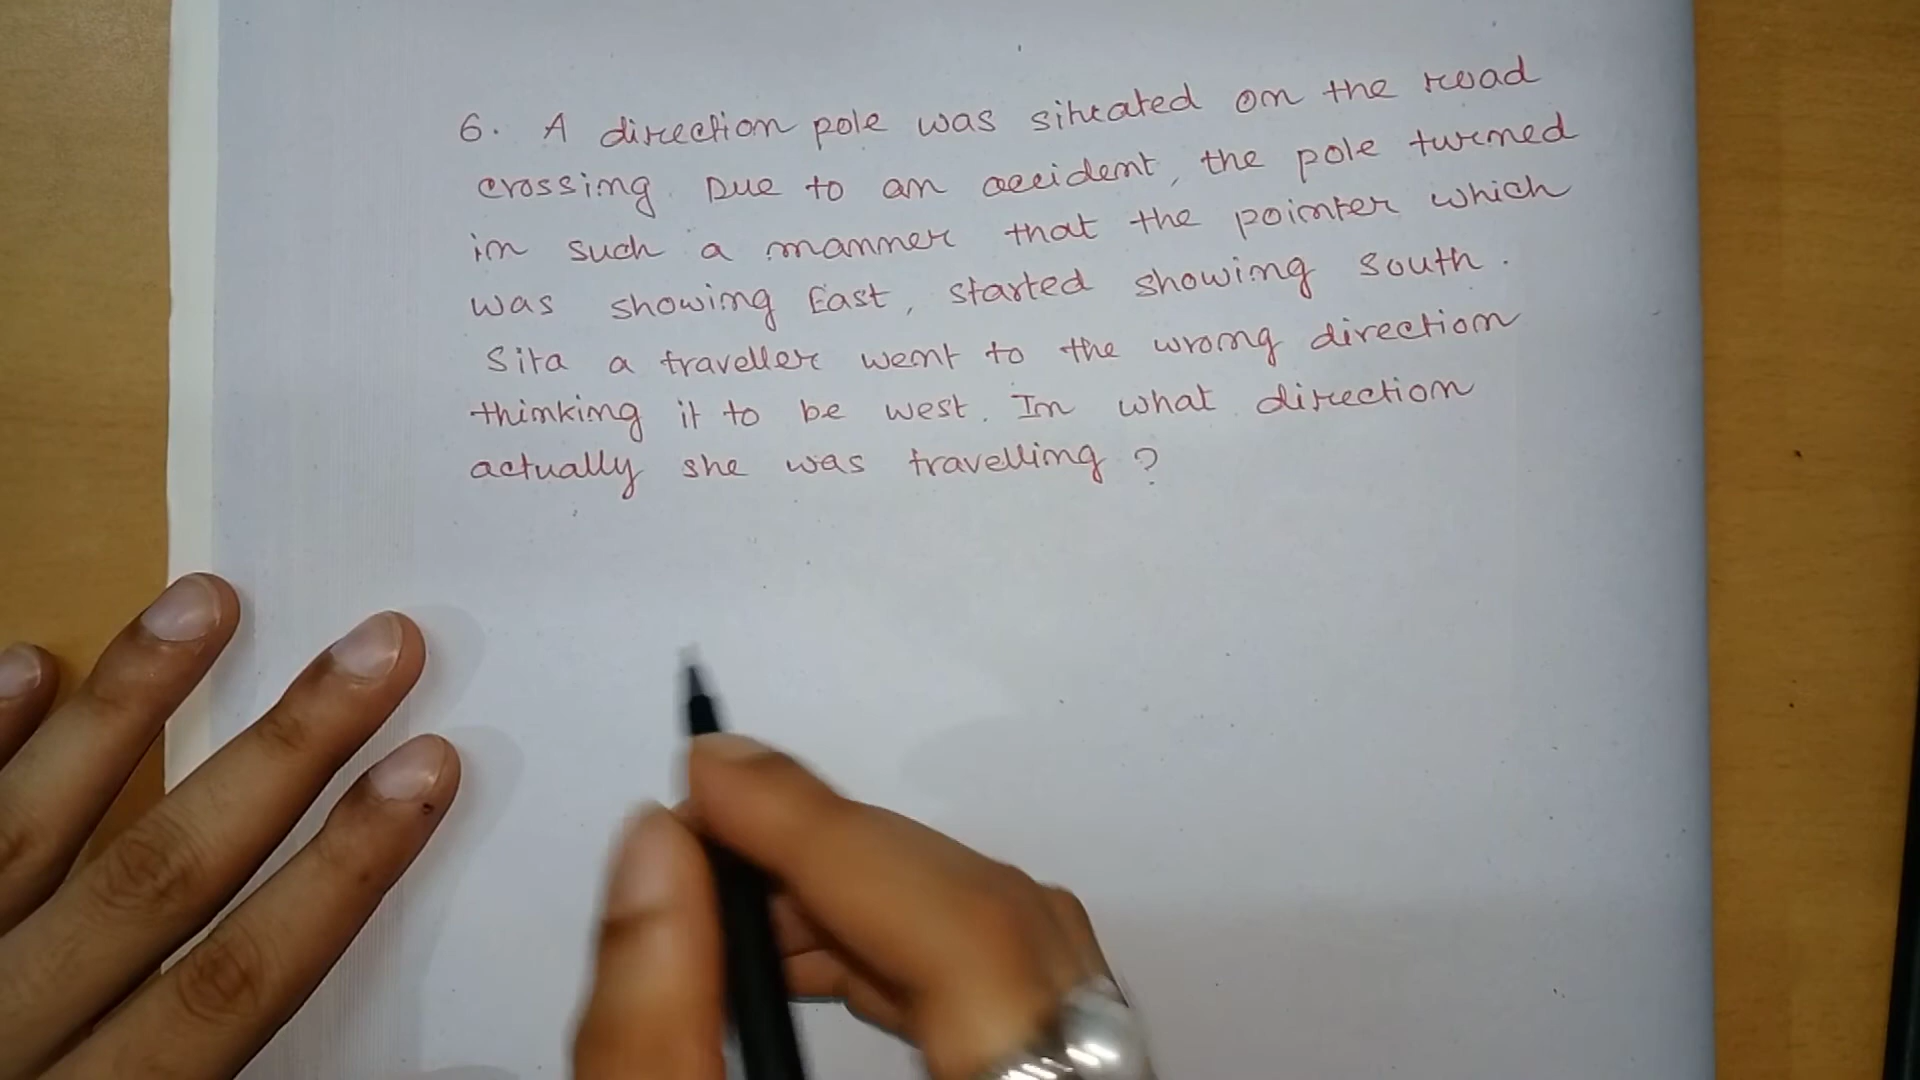 6. A direction pole was situated on the road
crossing. Due to an accident, the pole turned
in such a manner that the pointer which
was showing East, started showing south.
Sita a traveller went to the wrong direction
thinking it to be west. In what direction
actually she was travelling ?